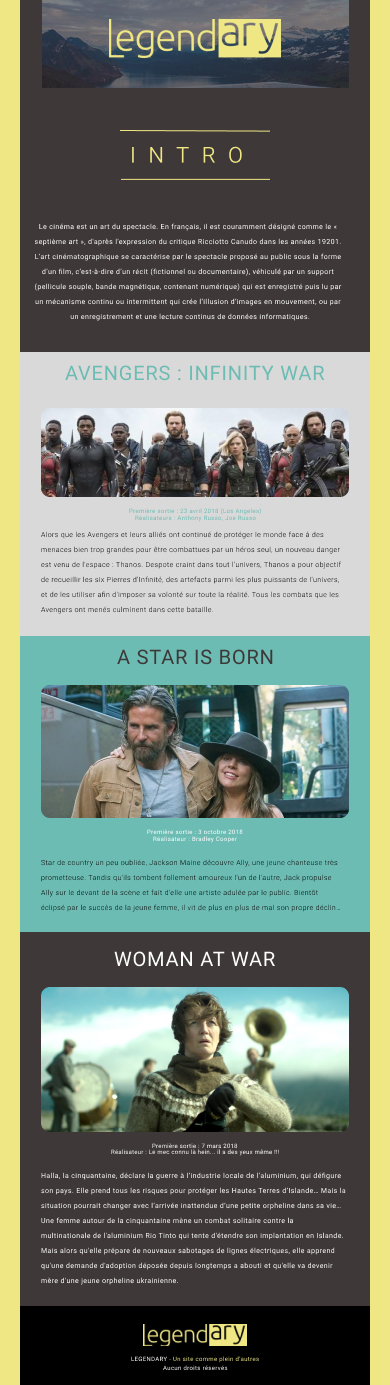 legendary
INTRO
Le cinéma est un art du spectacle. En français, il est couramment désigné comme le «
septième art », d'après l'expression du critique Ricciotto Canudo dans les années 19201.
L'art cinématographique se caractérise par le spectacle proposé au public sous la forme
d'un film, c'est-à-dire d'un récit (fictionnel ou documentaire), véhiculé par un support
(pellicule souple, bande magnétique, contenant numérique) qui est enregistré puis lu par
un mécanisme continu ou intermittent qui crée l'illusion d'images en mouvement, ou par
un enregistrement et une lecture continus de données informatiques.
AVENGERS : INFINITY WAR
Première sortie : 23 avril 2018 (Los Angeles)
Réalisateurs : Anthony Russo, Joe Russo
Alors que les Avengers et leurs alliés ont continué de protéger le monde face à des
menaces bien trop grandes pour être combattues par un héros seul, un nouveau danger
est venu de l'espace : Thanos. Despote craint dans tout l'univers, Thanos a pour objectif
de recueillir les six Pierres d'Infinité, des artefacts parmi les plus puissants de l'univers,
et de les utiliser afin d'imposer sa volonté sur toute la réalité. Tous les combats que les
Avengers ont menés culminent dans cette bataille.
A STAR IS BORN
Première sortie : 3 octobre 2018
Réalisateur : Bradley Cooper
Star de country un peu oubliée, Jackson Maine découvre Ally, une jeune chanteuse très
prometteuse. Tandis qu'ils tombent follement amoureux l'un de l'autre, Jack propulse
Ally sur le devant de la scène et fait d'elle une artiste adulée par le public. Bientôt
éclipsé par le succès de la jeune femme, il vit de plus en plus de mal son propre déclin…
WOMAN AT WAR
Première sortie : 7 mars 2018
Réalisateur : Le mec connu là hein... il a des yeux même !!!
Halla, la cinquantaine, déclare la guerre à l'industrie locale de l'aluminium, qui défigure
son pays. Elle prend tous les risques pour protéger les Hautes Terres d'Islande… Mais la
situation pourrait changer avec l'arrivée inattendue d'une petite orpheline dans sa vie…
Une femme autour de la cinquantaine mène un combat solitaire contre la
multinationale de l'aluminium Rio Tinto qui tente d'étendre son implantation en Islande.
Mais alors qu'elle prépare de nouveaux sabotages de lignes électriques, elle apprend
qu'une demande d'adoption déposée depuis longtemps a abouti et qu'elle va devenir
mère d'une jeune orpheline ukrainienne.
legendary
LEGENDARY - Un site comme plein d'autres
Aucun droits réservés